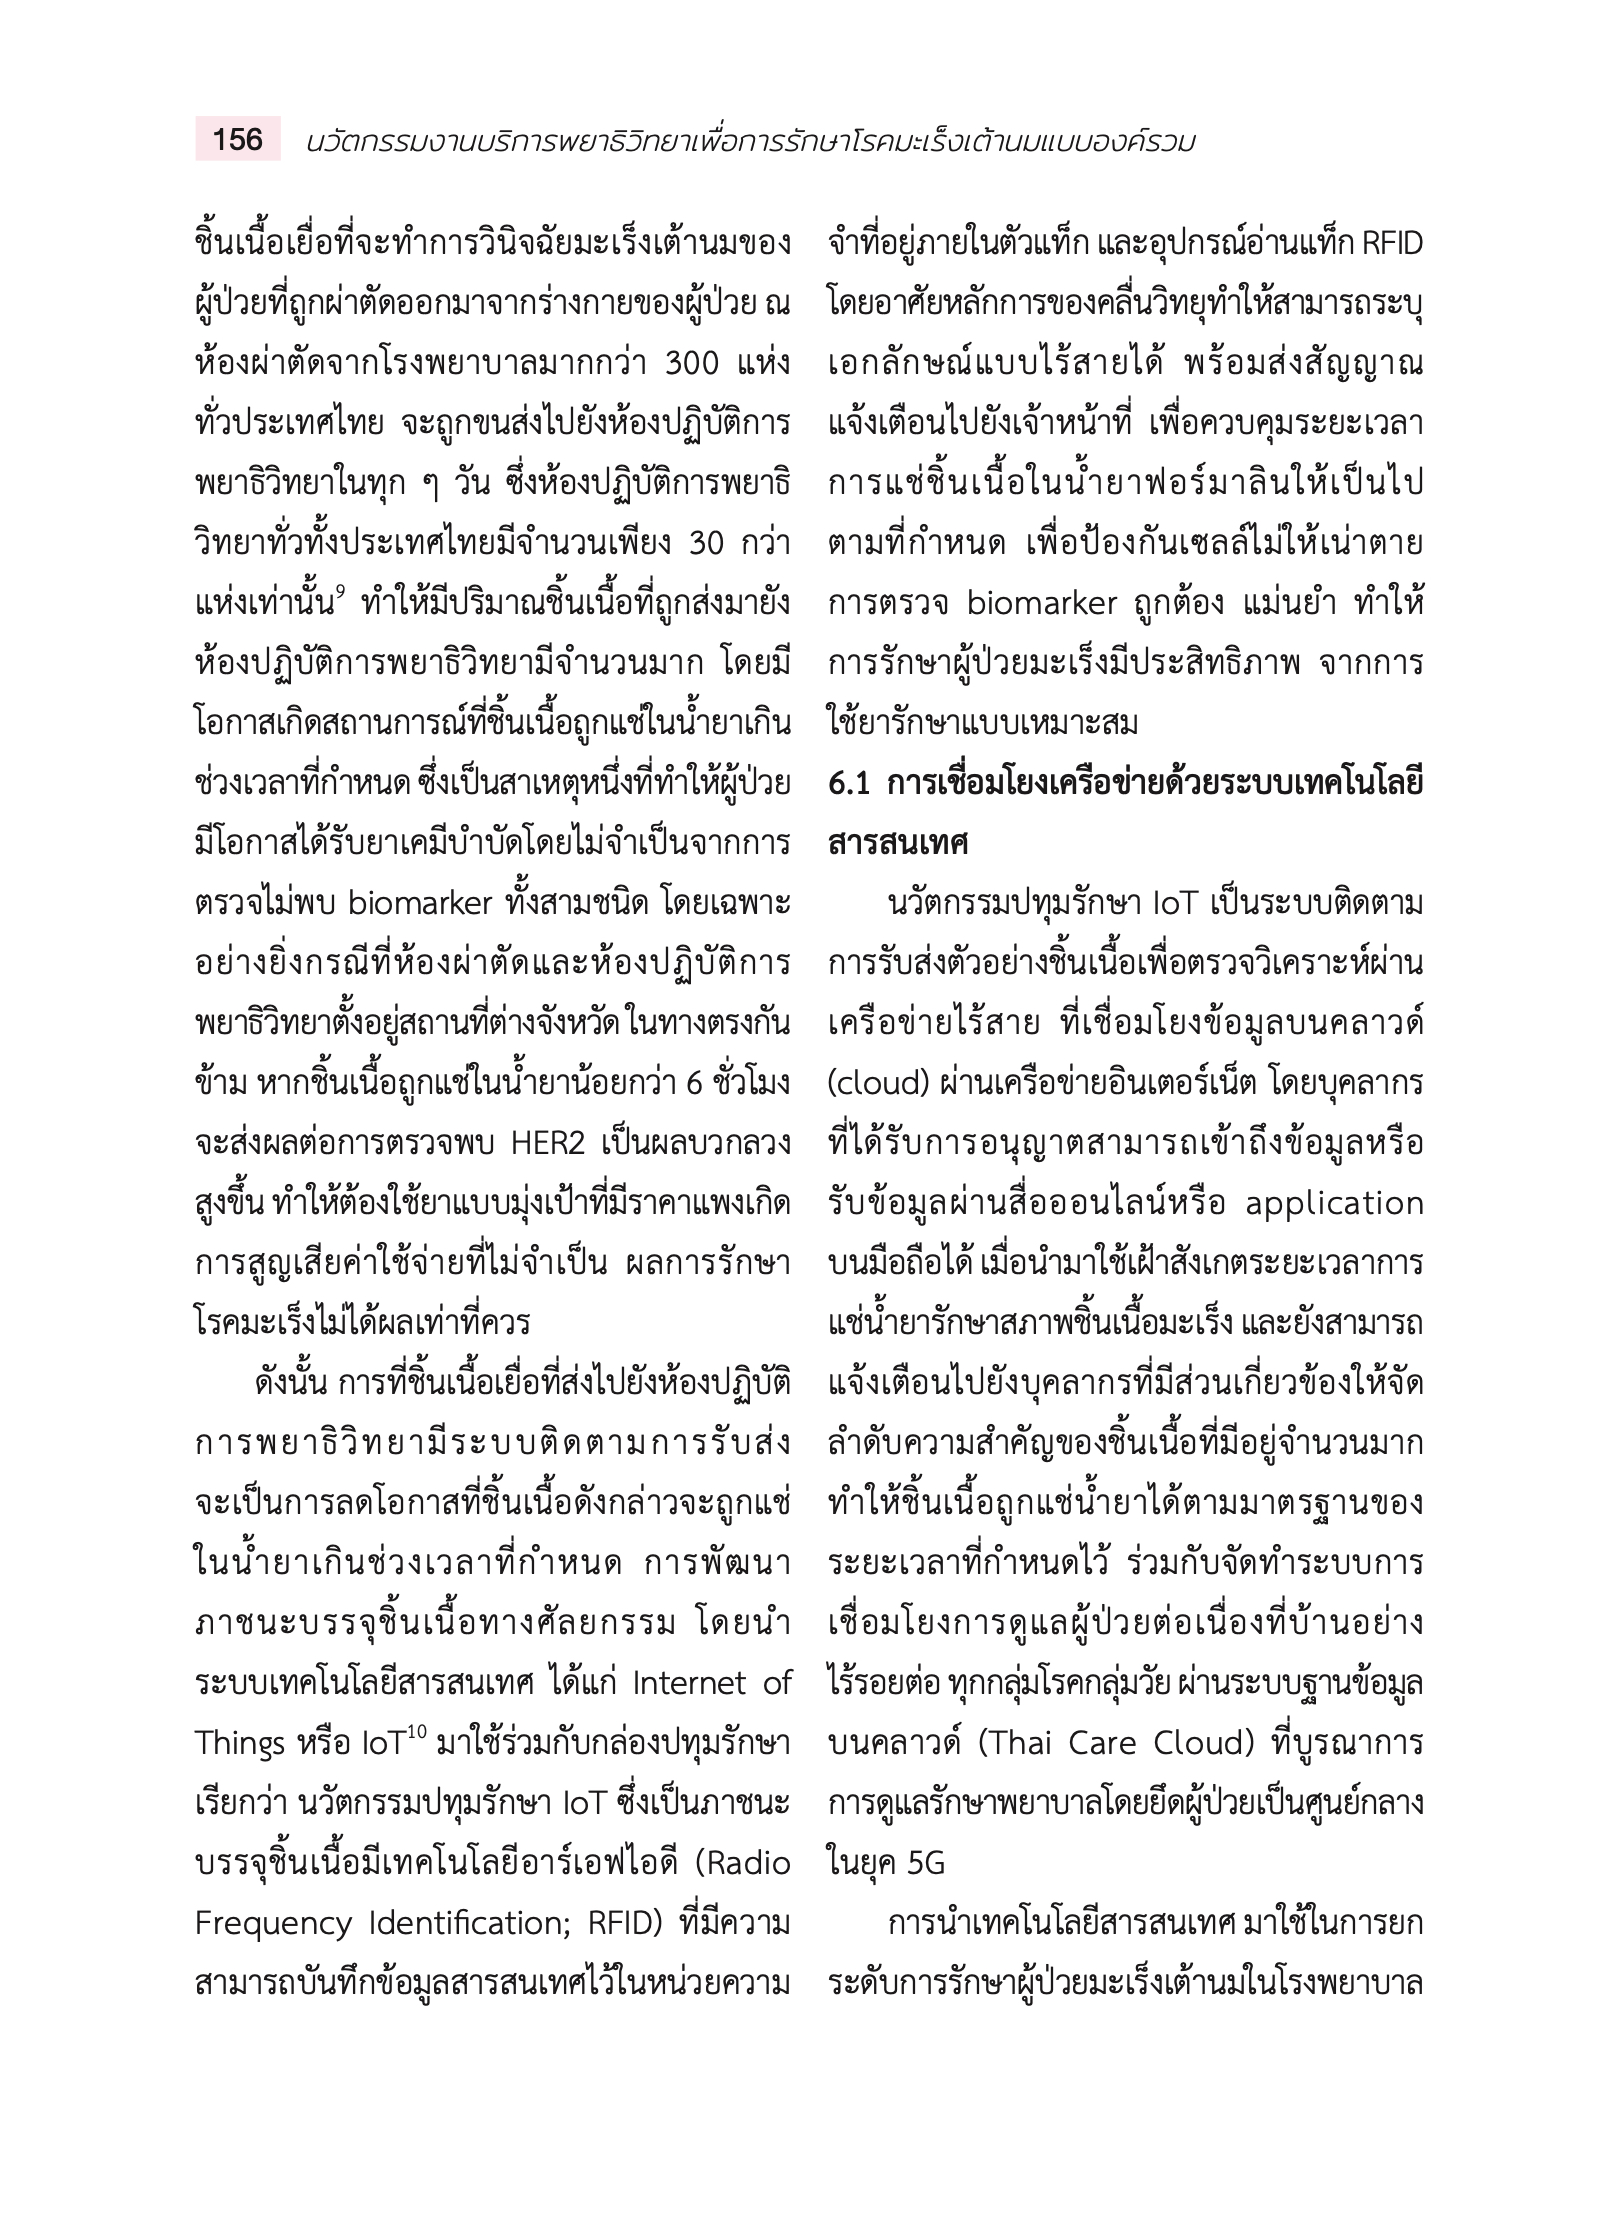 156 นวัตกรรมงานบริการพยาธิวิทยาเพื่อการรักษาโรคมะเร็งเต้านมแบบองค์รวม
ชิ้นเนื้อเยื่อที่จะทำการวินิจฉัยมะเร็งเต้านมของ
ผู้ป่วยที่ถูกผ่าตัดออกมาจากร่างกายของผู้ป่วย ณ
ห้องผ่าตัดจากโรงพยาบาลมากกว่า 300 แห่ง
ทั่วประเทศไทย จะถูกขนส่งไปยังห้องปฏิบัติการ
พยาธิวิทยาในทุก ๆ วัน ซึ่งห้องปฏิบัติการพยาธิ
วิทยาทั่วทั้งประเทศไทยมีจำนวนเพียง 30 กว่า
แห่งเท่านั้น⁹ ทำให้มีปริมาณชิ้นเนื้อที่ถูกส่งมายัง
ห้องปฏิบัติการพยาธิวิทยามีจำนวนมาก โดยมี
โอกาสเกิดสถานการณ์ที่ชิ้นเนื้อถูกแช่ในน้ำยาเกิน
ช่วงเวลาที่กำหนด ซึ่งเป็นสาเหตุหนึ่งที่ทำให้ผู้ป่วย
มีโอกาสได้รับยาเคมีบำบัดโดยไม่จำเป็นจากการ
ตรวจไม่พบ biomarker ทั้งสามชนิด โดยเฉพาะ
อย่างยิ่งกรณีที่ห้องผ่าตัดและห้องปฏิบัติการ
พยาธิวิทยาตั้งอยู่สถานที่ต่างจังหวัด ในทางตรงกัน
ข้าม หากชิ้นเนื้อถูกแช่ในน้ำยาน้อยกว่า 6 ชั่วโมง
จะส่งผลต่อการตรวจพบ HER2 เป็นผลบวกลวง
สูงขึ้น ทำให้ต้องใช้ยาแบบมุ่งเป้าที่มีราคาแพงเกิด
การสูญเสียค่าใช้จ่ายที่ไม่จำเป็น ผลการรักษา
โรคมะเร็งไม่ได้ผลเท่าที่ควร
ดังนั้น การที่ชิ้นเนื้อเยื่อที่ส่งไปยังห้องปฏิบัติ
การพยาธิวิทยามีระบบติดตามการรับส่ง
จะเป็นการลดโอกาสที่ชิ้นเนื้อดังกล่าวจะถูกแช่
ในน้ำยาเกินช่วงเวลาที่กำหนด การพัฒนา
ภาชนะบรรจุชิ้นเนื้อทางศัลยกรรม โดยนำ
ระบบเทคโนโลยีสารสนเทศ ได้แก่ Internet of
Things หรือ IoT¹⁰ มาใช้ร่วมกับกล่องปทุมรักษา
เรียกว่า นวัตกรรมปทุมรักษา IoT ซึ่งเป็นภาชนะ
บรรจุชิ้นเนื้อมีเทคโนโลยีอาร์เอฟไอดี (Radio
Frequency Identification; RFID) ที่มีความ
สามารถบันทึกข้อมูลสารสนเทศไว้ในหน่วยความ
จำที่อยู่ภายในตัวแท็ก และอุปกรณ์อ่านแท็ก RFID
โดยอาศัยหลักการของคลื่นวิทยุทำให้สามารถระบุ
เอกลักษณ์แบบไร้สายได้ พร้อมส่งสัญญาณ
แจ้งเตือนไปยังเจ้าหน้าที่ เพื่อควบคุมระยะเวลา
การแช่ชิ้นเนื้อในน้ำยาฟอร์มาลินให้เป็นไป
ตามที่กำหนด เพื่อป้องกันเซลล์ไม่ให้เน่าตาย
การตรวจ biomarker ถูกต้อง แม่นยำ ทำให้
การรักษาผู้ป่วยมะเร็งมีประสิทธิภาพ จากการ
ใช้ยารักษาแบบเหมาะสม
6.1 การเชื่อมโยงเครือข่ายด้วยระบบเทคโนโลยี
สารสนเทศ
นวัตกรรมปทุมรักษา IoT เป็นระบบติดตาม
การรับส่งตัวอย่างชิ้นเนื้อเพื่อตรวจวิเคราะห์ผ่าน
เครือข่ายไร้สาย ที่เชื่อมโยงข้อมูลบนคลาวด์
(cloud) ผ่านเครือข่ายอินเตอร์เน็ต โดยบุคลากร
ที่ได้รับการอนุญาตสามารถเข้าถึงข้อมูลหรือ
รับข้อมูลผ่านสื่อออนไลน์หรือ application
บนมือถือได้ เมื่อนำมาใช้เฝ้าสังเกตระยะเวลาการ
แช่น้ำยารักษาสภาพชิ้นเนื้อมะเร็ง และยังสามารถ
แจ้งเตือนไปยังบุคลากรที่มีส่วนเกี่ยวข้องให้จัด
ลำดับความสำคัญของชิ้นเนื้อที่มีอยู่จำนวนมาก
ทำให้ชิ้นเนื้อถูกแช่น้ำยาได้ตามมาตรฐานของ
ระยะเวลาที่กำหนดไว้ ร่วมกับจัดทำระบบการ
เชื่อมโยงการดูแลผู้ป่วยต่อเนื่องที่บ้านอย่าง
ไร้รอยต่อ ทุกกลุ่มโรคกลุ่มวัย ผ่านระบบฐานข้อมูล
บนคลาวด์ (Thai Care Cloud) ที่บูรณาการ
การดูแลรักษาพยาบาลโดยยึดผู้ป่วยเป็นศูนย์กลาง
ในยุค 5G
การนำเทคโนโลยีสารสนเทศ มาใช้ในการยก
ระดับการรักษาผู้ป่วยมะเร็งเต้านมในโรงพยาบาล